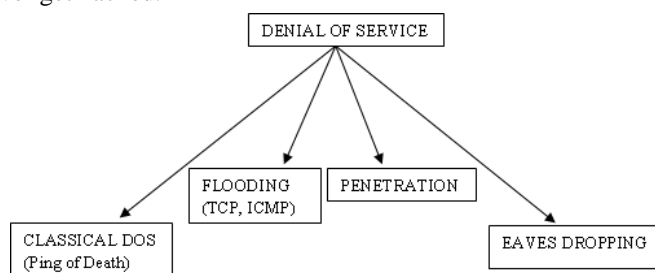 DENIAL OF SERVICE
FLOODING
(TCP, ICMP)
PENETRATION
CLASSICAL DOS
(Ping of Death)
EAVES DROPPING